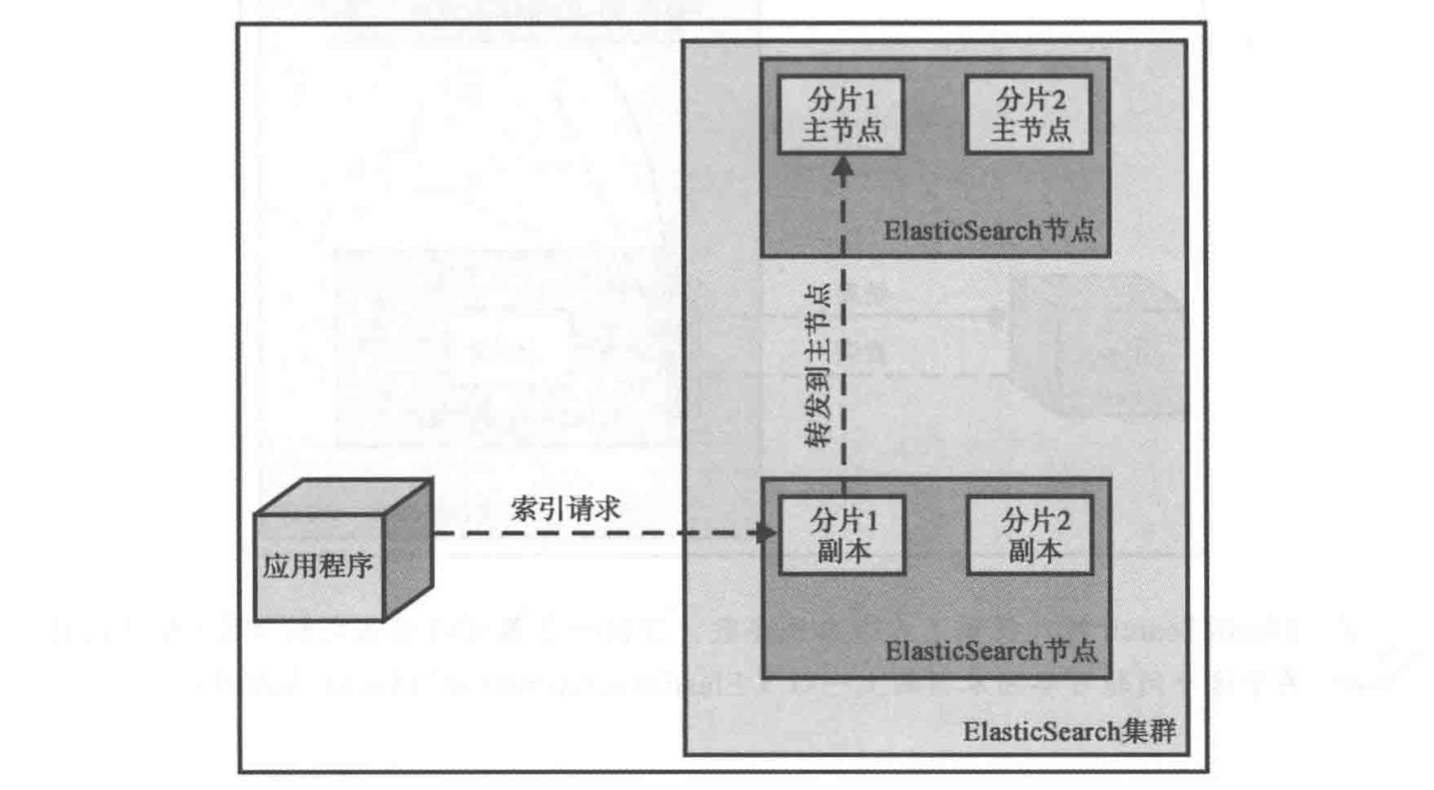 分片1
主节点
分片2
主节点
ElasticSearch节点
转发到主节点
索引请求
应用程序
分片1
副本
分片2
副本
ElasticSearch节点
ElasticSearch集群